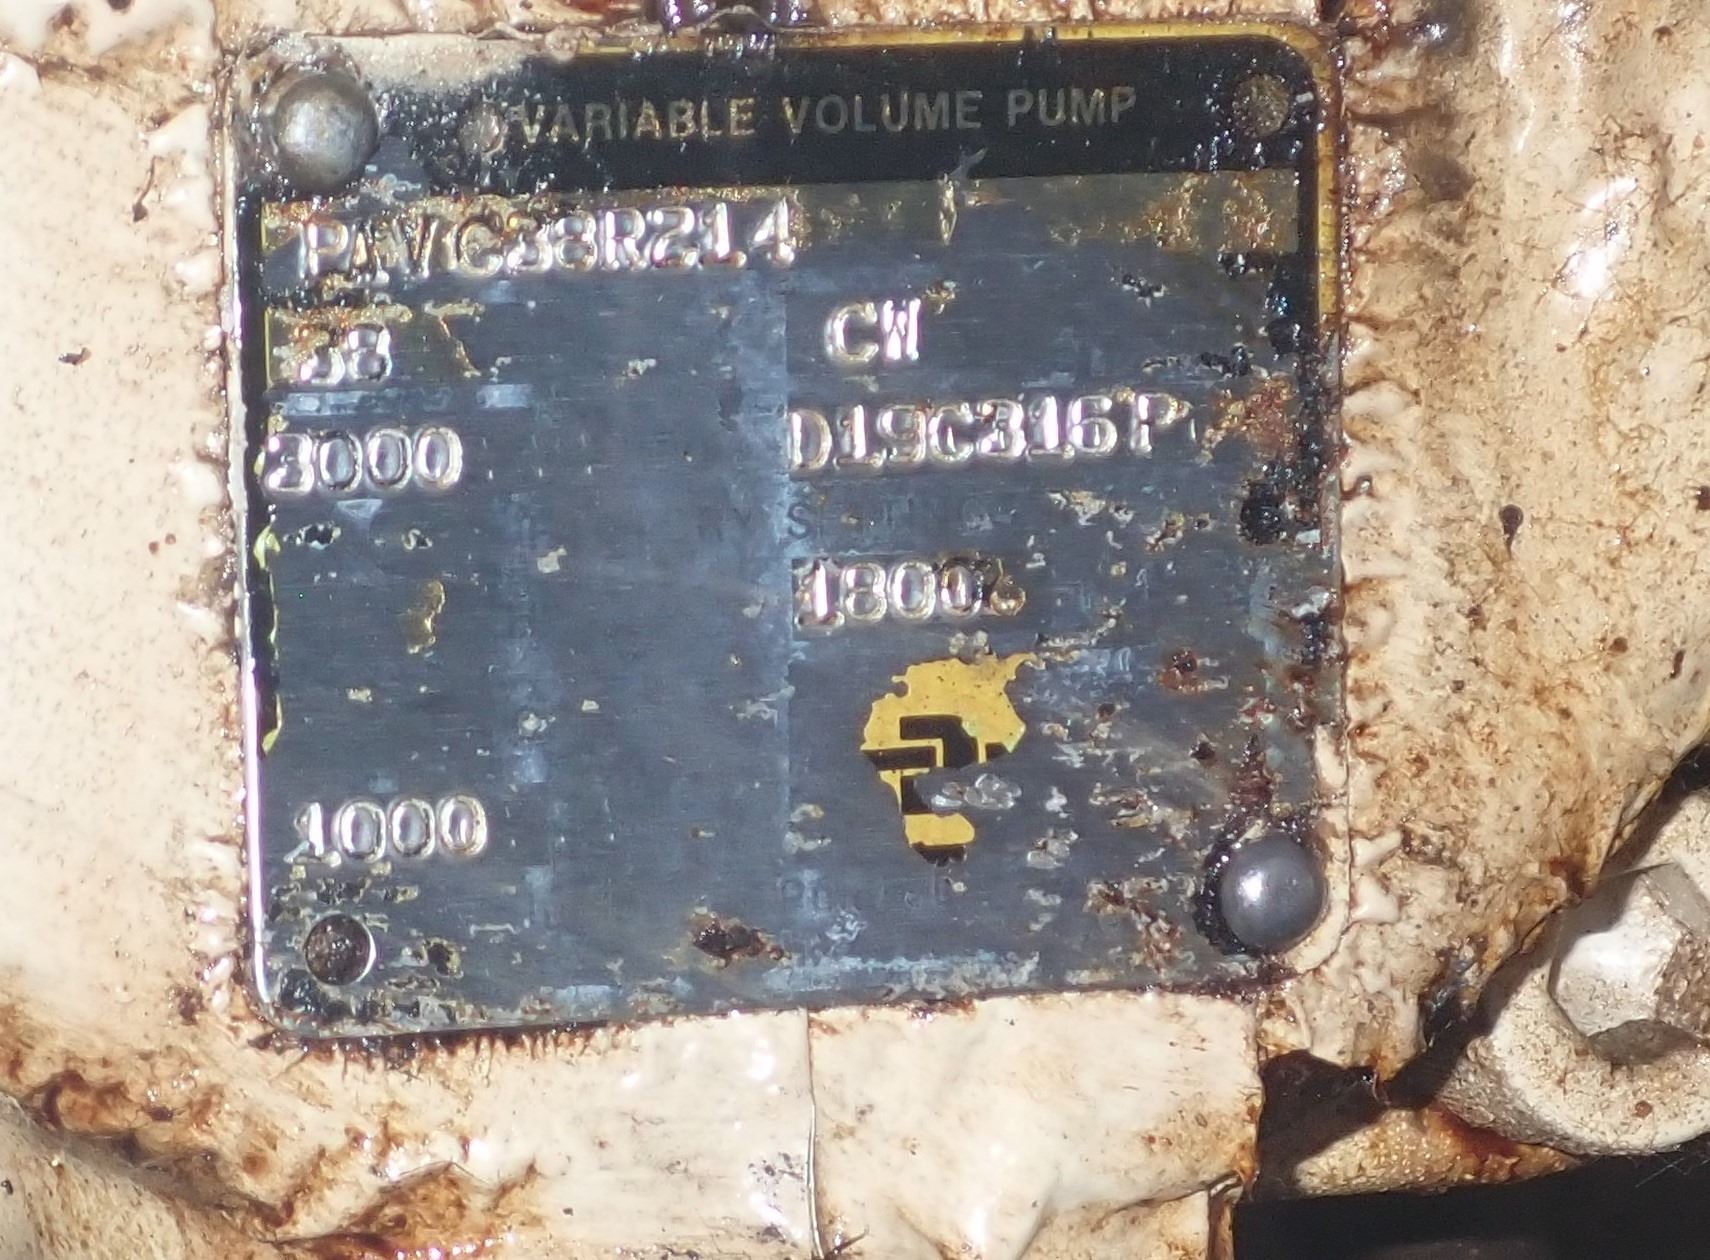 VARIABLE VOLUME PUMP
PAVC38R214
38
CW
3000
D19C316P
1800
1000